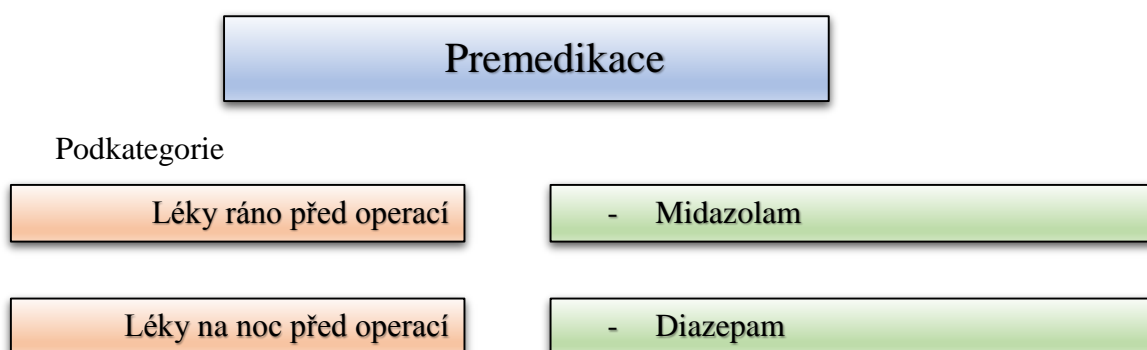 Premedikace
Podkategorie
Léky ráno před operací
- Midazolam
Léky na noc před operací
- Diazepam